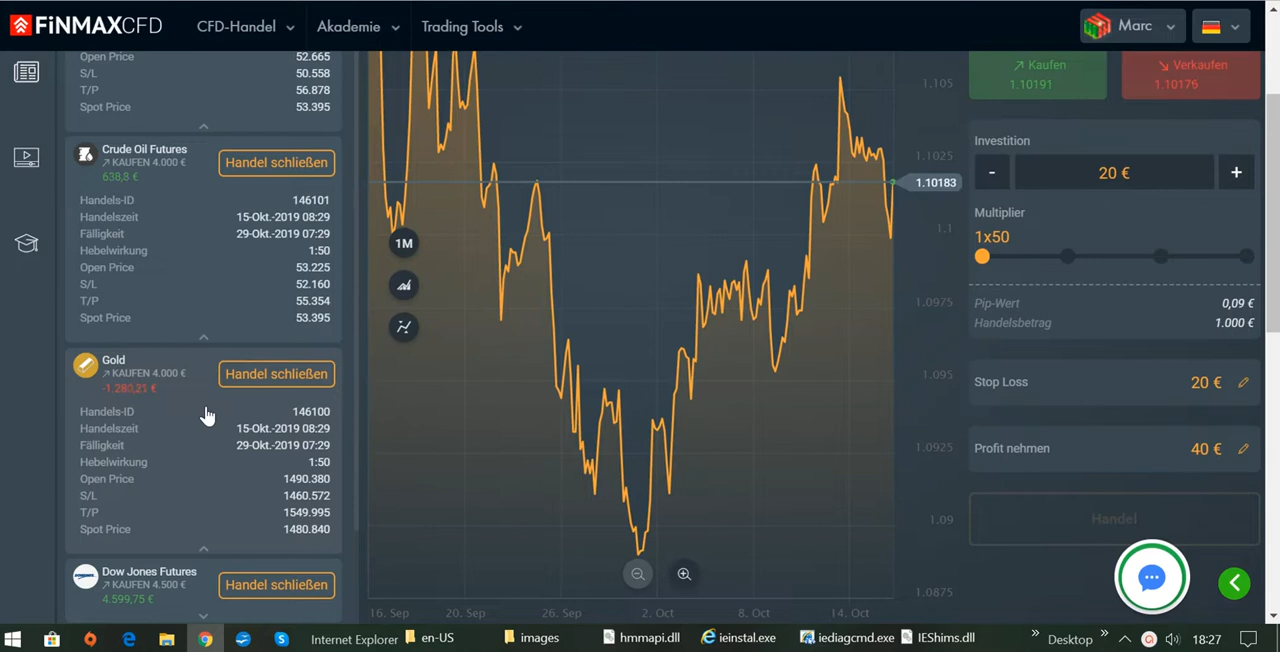 FiNMAXCFD
CFD-Handel
Akademie
Trading Tools
Marc
Open Price 52.665
S/L 50.558
T/P 56.878
Spot Price 53.395
Crude Oil Futures
↗ KAUFEN 4.000 €
638,8 €
Handel schließen
Handels-ID 146101
Handelszeit 15-Okt.-2019 08:29
Fälligkeit 29-Okt.-2019 07:29
Hebelwirkung 1:50
Open Price 53.225
S/L 52.160
T/P 55.354
Spot Price 53.395
Gold
↗ KAUFEN 4.000 €
-1.280,21 €
Handel schließen
Handels-ID 146100
Handelszeit 15-Okt.-2019 08:29
Fälligkeit 29-Okt.-2019 07:29
Hebelwirkung 1:50
Open Price 1490.380
S/L 1460.572
T/P 1549.995
Spot Price 1480.840
Dow Jones Futures
↗ KAUFEN 4.500 €
4.599,75 €
Handel schließen
1M
1.105
1.1025
1.10183
1.1
1.0975
1.095
1.0925
1.09
1.0875
16. Sep 20. Sep 26. Sep 2. Oct 8. Oct 14. Oct
↗ Kaufen
1.10191
↘ Verkaufen
1.10175
Investition
- 20 € +
Multiplier
1x50
Pip-Wert 0,09 €
Handelsbetrag 1.000 €
Stop Loss 20 €
Profit nehmen 40 €
Handel
Internet Explorer
en-US
images
hmmapi.dll
ieinstal.exe
iediagcmd.exe
IEShims.dll
Desktop
18:27